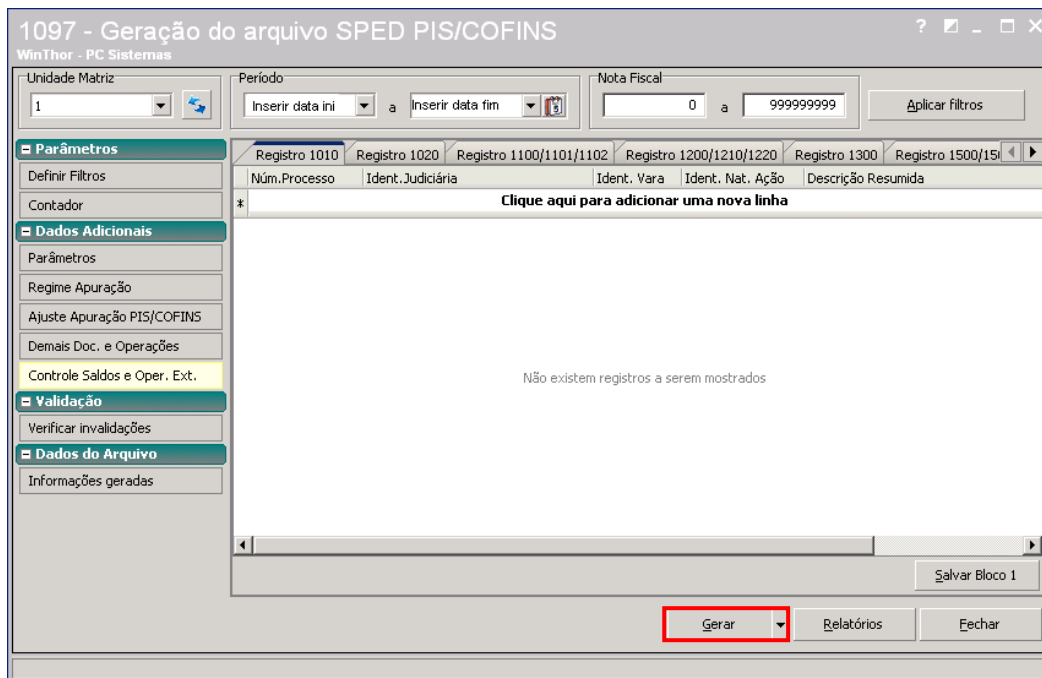 1097 - Geração do arquivo SPED PIS/COFINS
WinThor - PC Sistemas
Unidade Matriz
Período
Nota Fiscal
1
Inserir data ini
a
Inserir data fim
0
a
999999999
Aplicar filtros
Parâmetros
Definir Filtros
Contador
Dados Adicionais
Parâmetros
Regime Apuração
Ajuste Apuração PIS/COFINS
Demais Doc. e Operações
Controle Saldos e Oper. Ext.
Validação
Verificar invalidações
Dados do Arquivo
Informações geradas
Registro 1010 Registro 1020 Registro 1100/1101/1102 Registro 1200/1210/1220 Registro 1300 Registro 1500/15
Núm.Processo Ident.Judiciária Ident. Vara Ident. Nat. Ação Descrição Resumida
* Clique aqui para adicionar uma nova linha
Não existem registros a serem mostrados
Salvar Bloco 1
Gerar Relatórios Fechar